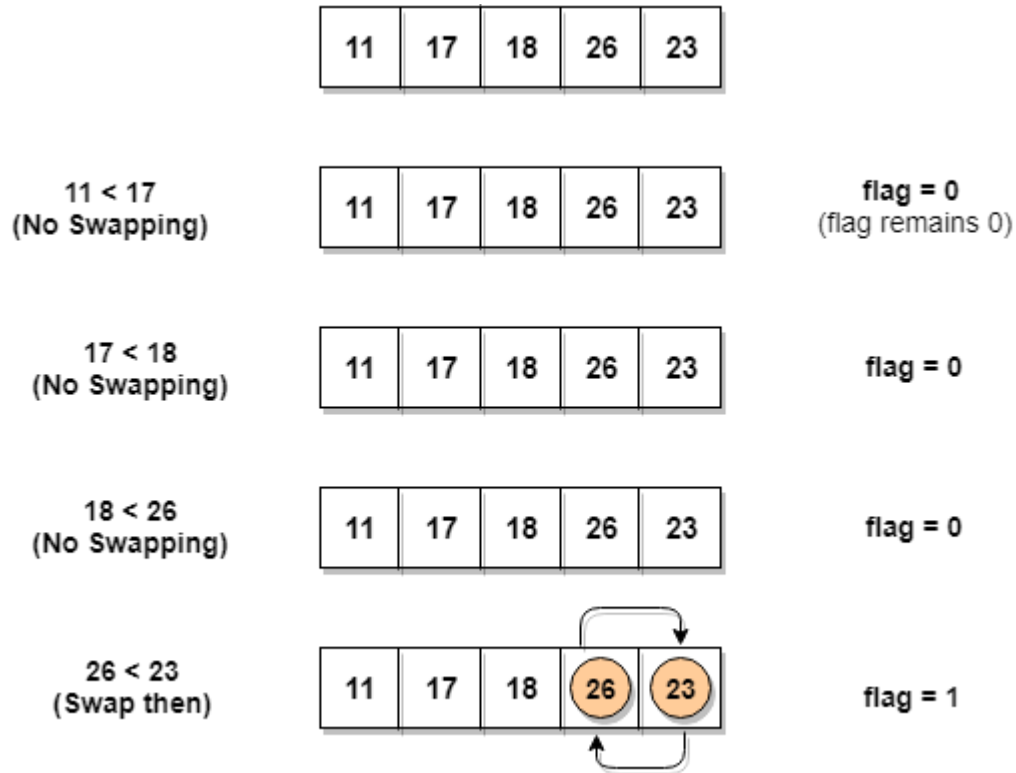 11 17 18 26 23
11 < 17
(No Swapping)
11 17 18 26 23
flag = 0
(flag remains 0)
17 < 18
(No Swapping)
11 17 18 26 23
flag = 0
18 < 26
(No Swapping)
11 17 18 26 23
flag = 0
26 < 23
(Swap then)
11 17 18 26 23
flag = 1